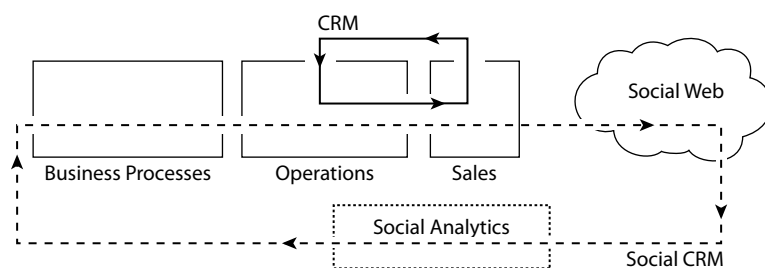 CRM
Social Web
Business Processes
Operations
Sales
Social Analytics
Social CRM